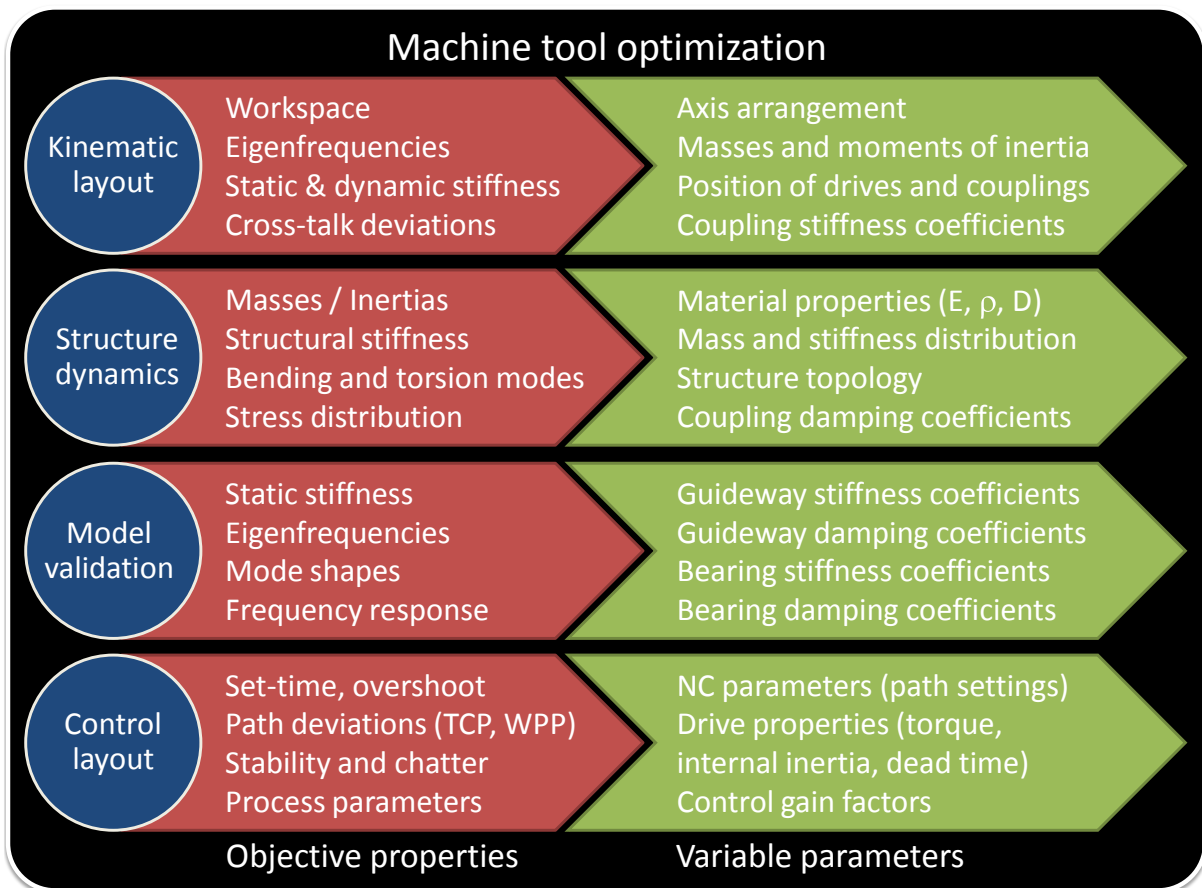 Machine tool optimization
Kinematic
layout
Workspace
Eigenfrequencies
Static & dynamic stiffness
Cross-talk deviations
Axis arrangement
Masses and moments of inertia
Position of drives and couplings
Coupling stiffness coefficients
Structure
dynamics
Masses / Inertias
Structural stiffness
Bending and torsion modes
Stress distribution
Material properties (E, ρ, D)
Mass and stiffness distribution
Structure topology
Coupling damping coefficients
Model
validation
Static stiffness
Eigenfrequencies
Mode shapes
Frequency response
Guideway stiffness coefficients
Guideway damping coefficients
Bearing stiffness coefficients
Bearing damping coefficients
Control
layout
Set-time, overshoot
Path deviations (TCP, WPP)
Stability and chatter
Process parameters
NC parameters (path settings)
Drive properties (torque,
internal inertia, dead time)
Control gain factors
Objective properties
Variable parameters